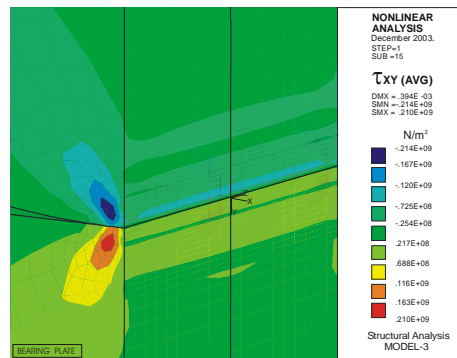 NONLINEAR
ANALYSIS
December 2003.
STEP=1
SUB =15
τXY (AVG)
DMX = .394E -03
SMN =-.214E+09
SMX = .210E+09
N/m²
-.214E+09
-.167E+09
-.120E+09
-.725E+08
-.254E+08
.217E+08
.688E+08
.116E+09
.163E+09
.210E+09
Structural Analysis
MODEL-3
Z
X
Y
BEARING PLATE